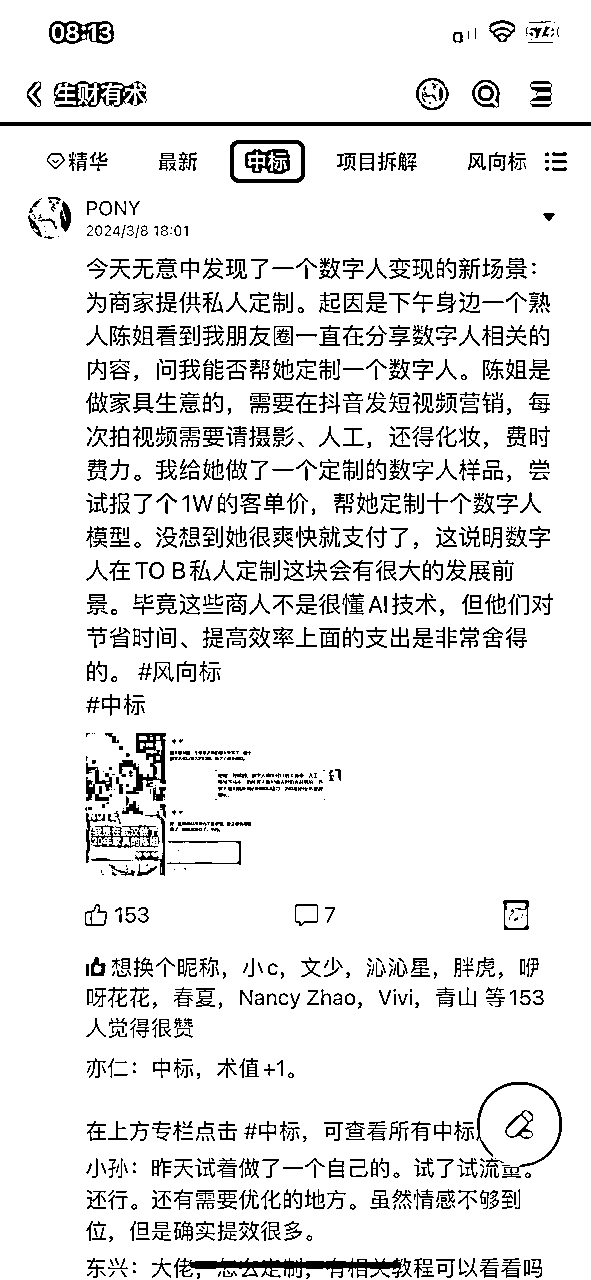 08:13
生财有术
精华 最新 中标 项目拆解 风向标
PONY
2024/3/8 18:01
今天无意中发现了一个数字人变现的新场景：
为商家提供私人定制。起因是下午身边一个熟
人陈姐看到我朋友圈一直在分享数字人相关的
内容，问我能否帮她定制一个数字人。陈姐是
做家具生意的，需要在抖音发短视频营销，每
次拍视频需要请摄影、人工，还得化妆，费时
费力。我给她做了一个定制的数字人样品，尝
试报了个1W的客单价，帮她定制十个数字人
模型。没想到她很爽快就支付了，这说明数字
人在TO B私人定制这块会有很大的发展前
景。毕竟这些商人不是很懂AI技术，但他们对
节省时间、提高效率上面的支出是非常舍得
的。 #风向标
#中标
153 7
想换个昵称，小c，文少，沁沁星，胖虎，咿
呀花花，春夏，Nancy Zhao，Vivi，青山 等153
人觉得很赞
亦仁：中标，术值+1。
在上方专栏点击 #中标，可查看所有中标
小孙：昨天试着做了一个自己的。试了试流量。
还行。还有需要优化的地方。虽然情感不够到
位，但是确实提效很多。
东兴：大佬，怎么定制，有相关教程可以看看吗